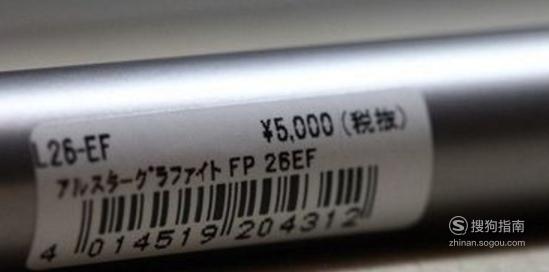 L26-EF
¥5,000(税抜)
アルスターグラファイト FP 26EF
4 014519 204312
搜狗指南
zhinan.sogou.com